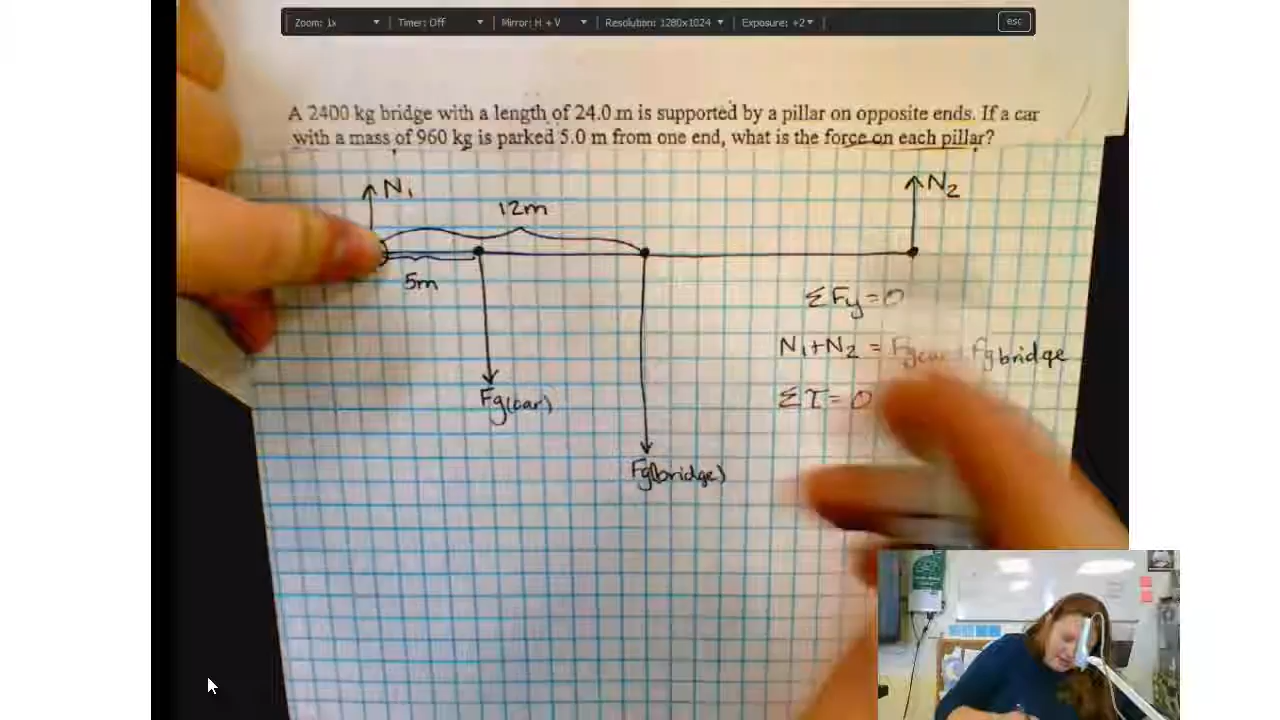 Zoom: 1x Timer: Off Mirror: H + V Resolution: 1280x1024 Exposure: +2 esc
A 2400 kg bridge with a length of 24.0 m is supported by a pillar on opposite ends. If a car
with a mass of 960 kg is parked 5.0 m from one end, what is the force on each pillar?
N1 N2
12m
5m
ΣFy=0
N1+N2 = Fgcar Fgbridge
Στ=0
Fg(car)
Fg(bridge)